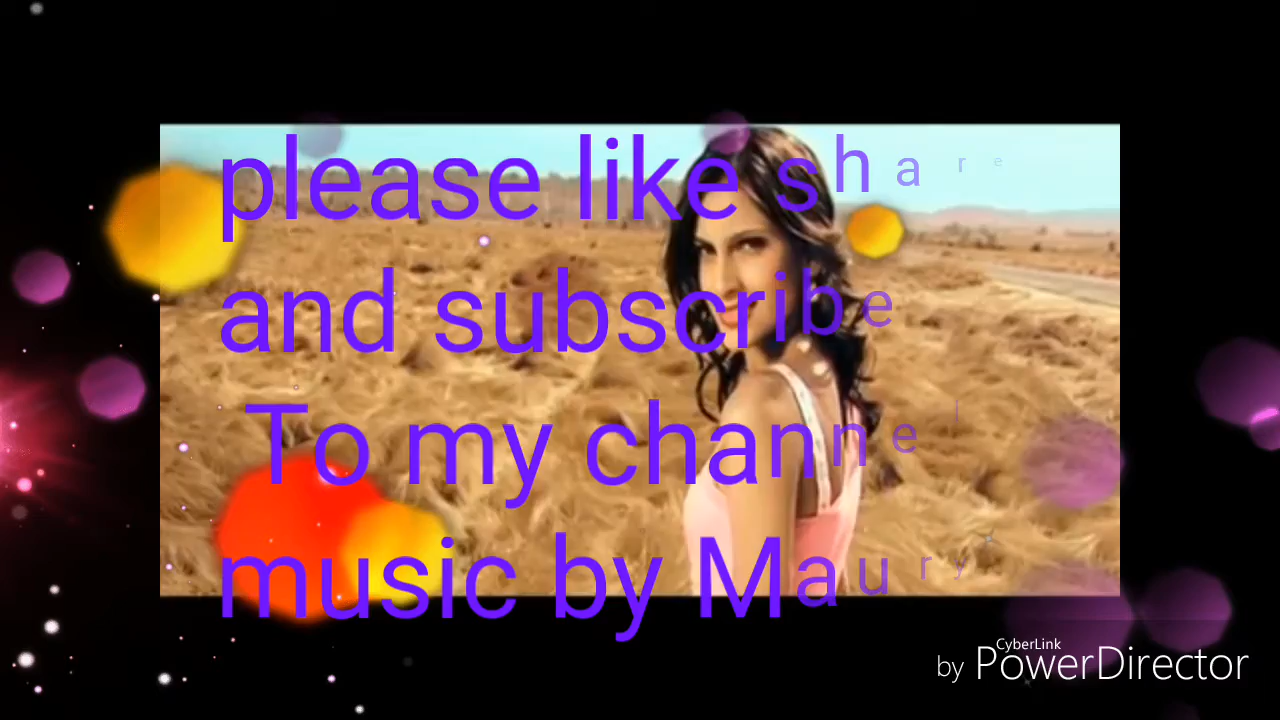 please like share
and subscribe
To my channel
music by Maury
CyberLink
by PowerDirector